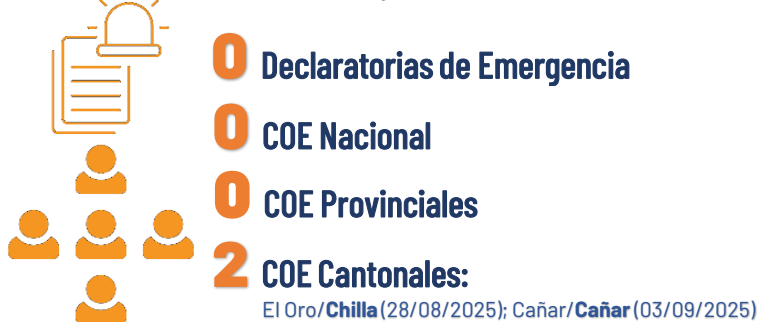 0 Declaratorias de Emergencia
0 COE Nacional
0 COE Provinciales
2 COE Cantonales:
El Oro/Chilla (28/08/2025); Cañar/Cañar (03/09/2025)